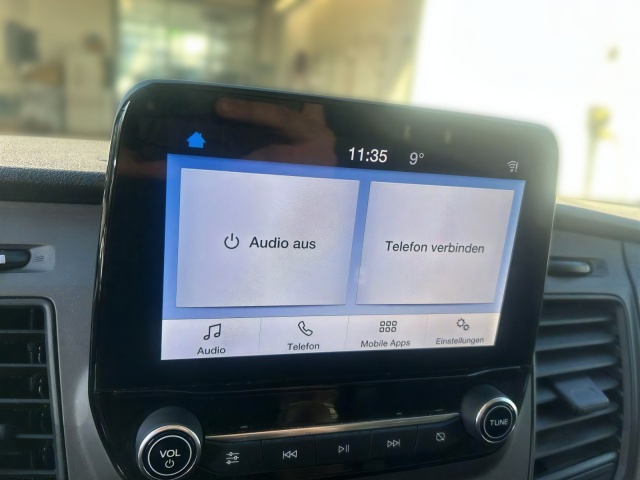 11:35 9°
Audio aus
Telefon verbinden
Audio Telefon Mobile Apps Einstellungen
VOL TUNE